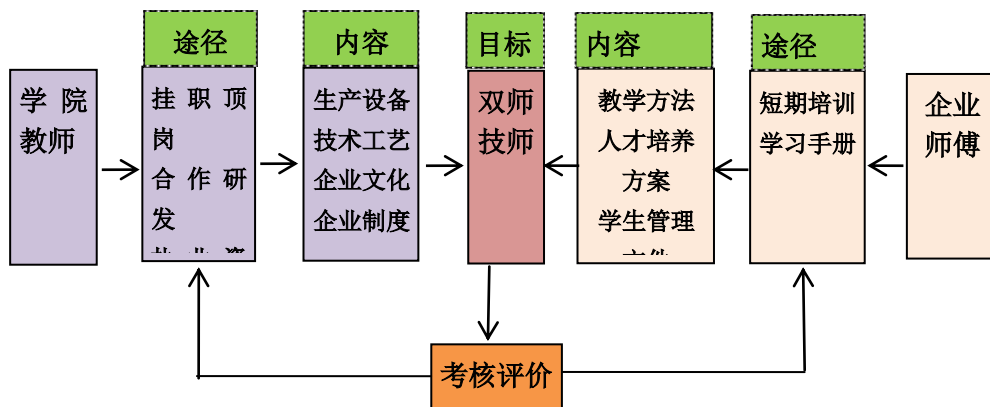 途径
内容
目标
内容
途径
学 院
教师
挂 职 顶
岗
合 作 研
发
生产设备
技术工艺
企业文化
企业制度
双师
技师
教学方法
人才培养
方案
学生管理
短期培训
学习手册
企业
师傅
考核评价